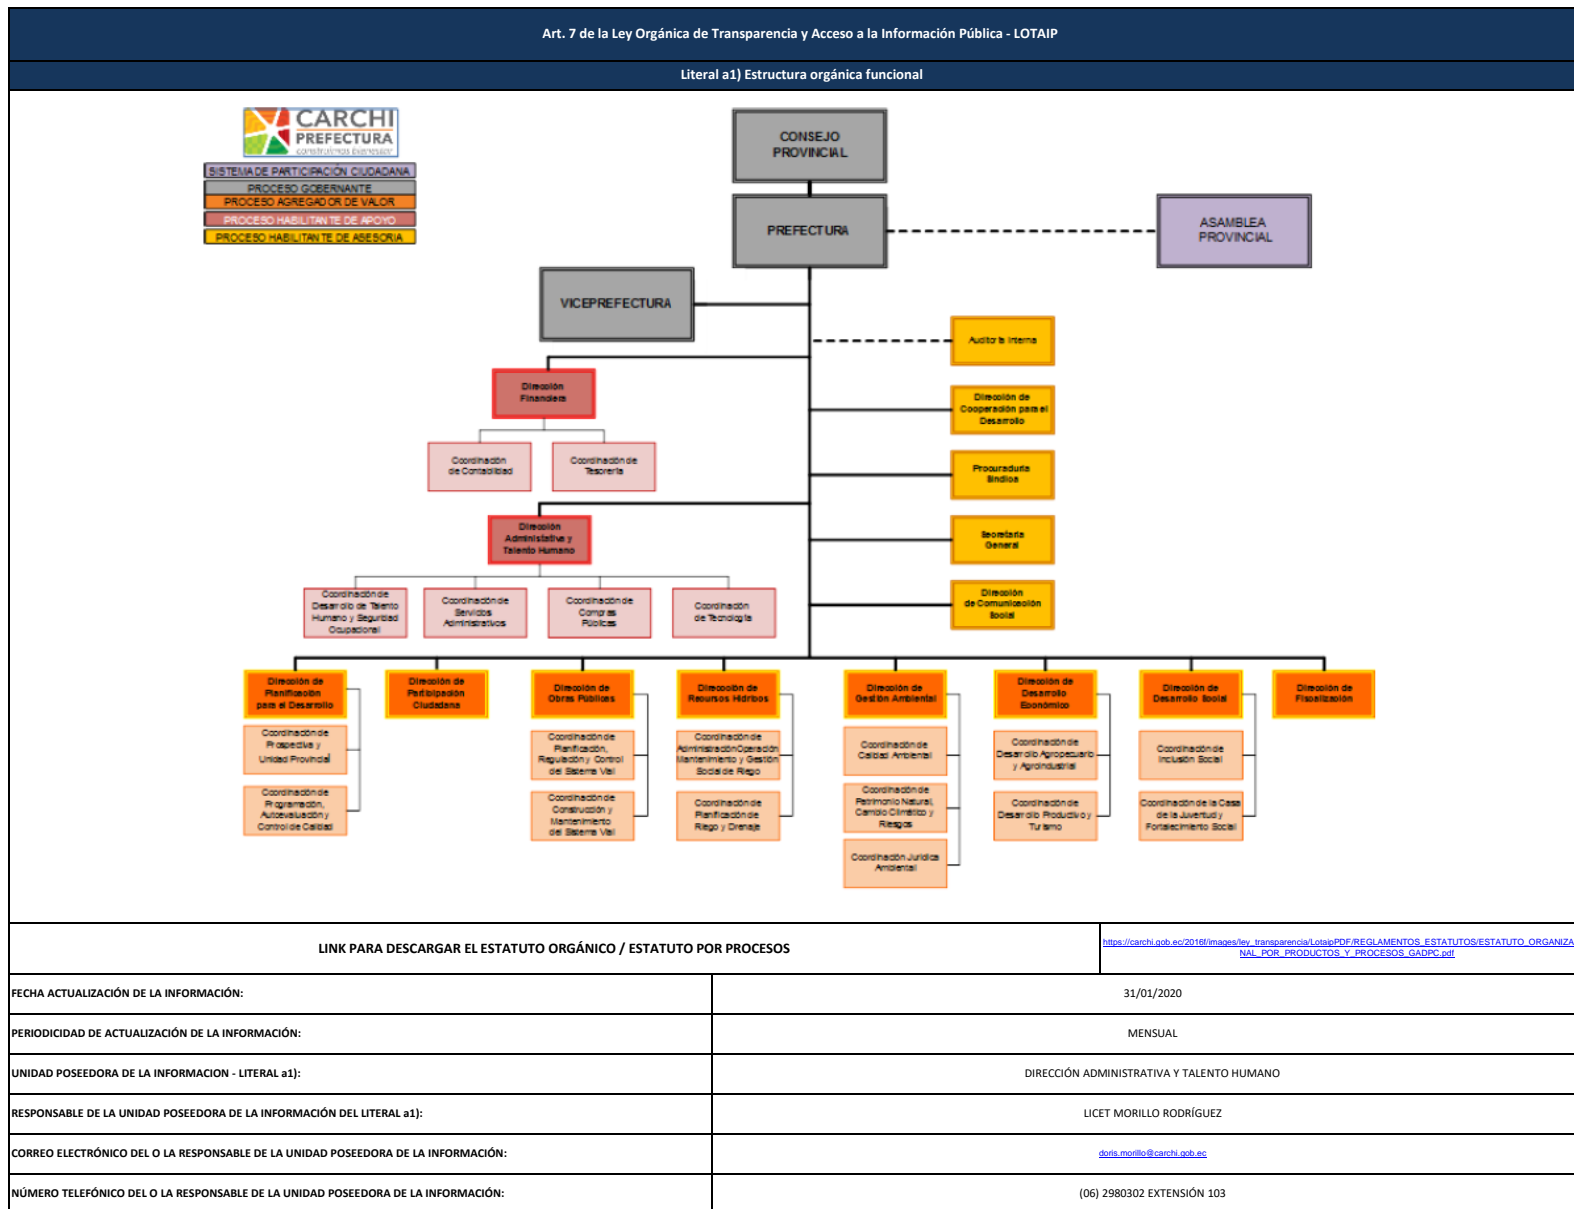 Art. 7 de la Ley Orgánica de Transparencia y Acceso a la Información Pública - LOTAIP
Literal a1) Estructura orgánica funcional
CARCHI
PREFECTURA
SISTEMA DE PARTICIPACIÓN CIUDADANA
PROCESO GOBERNANTE
PROCESO AGREGADOR DE VALOR
PROCESO HABILITANTE DE APOYO
PROCESO HABILITANTE DE ASESORIA
CONSEJO
PROVINCIAL
PREFECTURA
ASAMBLEA
PROVINCIAL
VICEPREFECTURA
Auditoría Interna
Dirección
Financiera
Dirección de
Cooperación para el
Desarrollo
Coordinación
de Contabilidad
Coordinación de
Tesorería
Procuraduría
Síndica
Dirección
Administativa y
Talento Humano
Secretaría
General
Coordinación de
Desarrollo de Talento
Humano y Seguridad
Ocupacional
Coordinación de
Servicios
Administrativos
Coordinación de
Compras
Públicas
Coordinación
de Tecnología
Dirección
de Comunicación
Social
Dirección de
Planificación
para el Desarrollo
Dirección de
Participación
Ciudadana
Dirección de
Obras Públicas
Dirección de
Recursos Hídricos
Dirección de
Gestión Ambiental
Dirección de
Desarrollo
Económico
Dirección de
Desarrollo Social
Dirección de
Fiscalización
Coordinación de
Prospectiva y
Unidad Provincial
Coordinación de
Planificación,
Regulación y Control
del Sistema Vial
Coordinación de
Administración Operación
Mantenimiento y Gestión
Social de Riego
Coordinación de
Calidad Ambiental
Coordinación de
Desarrollo Agropecuario
y Agroindustrial
Coordinación de
Inclusión Social
Coordinación de
Programación,
Autoevaluación y
Control de Calidad
Coordinación de
Construcción y
Mantenimiento
del Sistema Vial
Coordinación de
Planificación de
Riego y Drenaje
Coordinación de
Patrimonio Natural,
Cambio Climático y
Riesgos
Coordinación de
Desarrollo Productivo y
Turismo
Coordinación de la Casa
de la Juventud y
Fortalecimiento Social
Coordinación Jurídica
Ambiental
LINK PARA DESCARGAR EL ESTATUTO ORGÁNICO / ESTATUTO POR PROCESOS
https://carchi.gob.ec/2016f/images/ley_transparencia/LotaipPDF/REGLAMENTOS_ESTATUTOS/ESTATUTO_ORGANIZA
NAL_POR_PRODUCTOS_Y_PROCESOS_GADPC.pdf
FECHA ACTUALIZACIÓN DE LA INFORMACIÓN:
31/01/2020
PERIODICIDAD DE ACTUALIZACIÓN DE LA INFORMACIÓN:
MENSUAL
UNIDAD POSEEDORA DE LA INFORMACION - LITERAL a1):
DIRECCIÓN ADMINISTRATIVA Y TALENTO HUMANO
RESPONSABLE DE LA UNIDAD POSEEDORA DE LA INFORMACIÓN DEL LITERAL a1):
LICET MORILLO RODRÍGUEZ
CORREO ELECTRÓNICO DEL O LA RESPONSABLE DE LA UNIDAD POSEEDORA DE LA INFORMACIÓN:
doris.morillo@carchi.gob.ec
NÚMERO TELEFÓNICO DEL O LA RESPONSABLE DE LA UNIDAD POSEEDORA DE LA INFORMACIÓN:
(06) 2980302 EXTENSIÓN 103